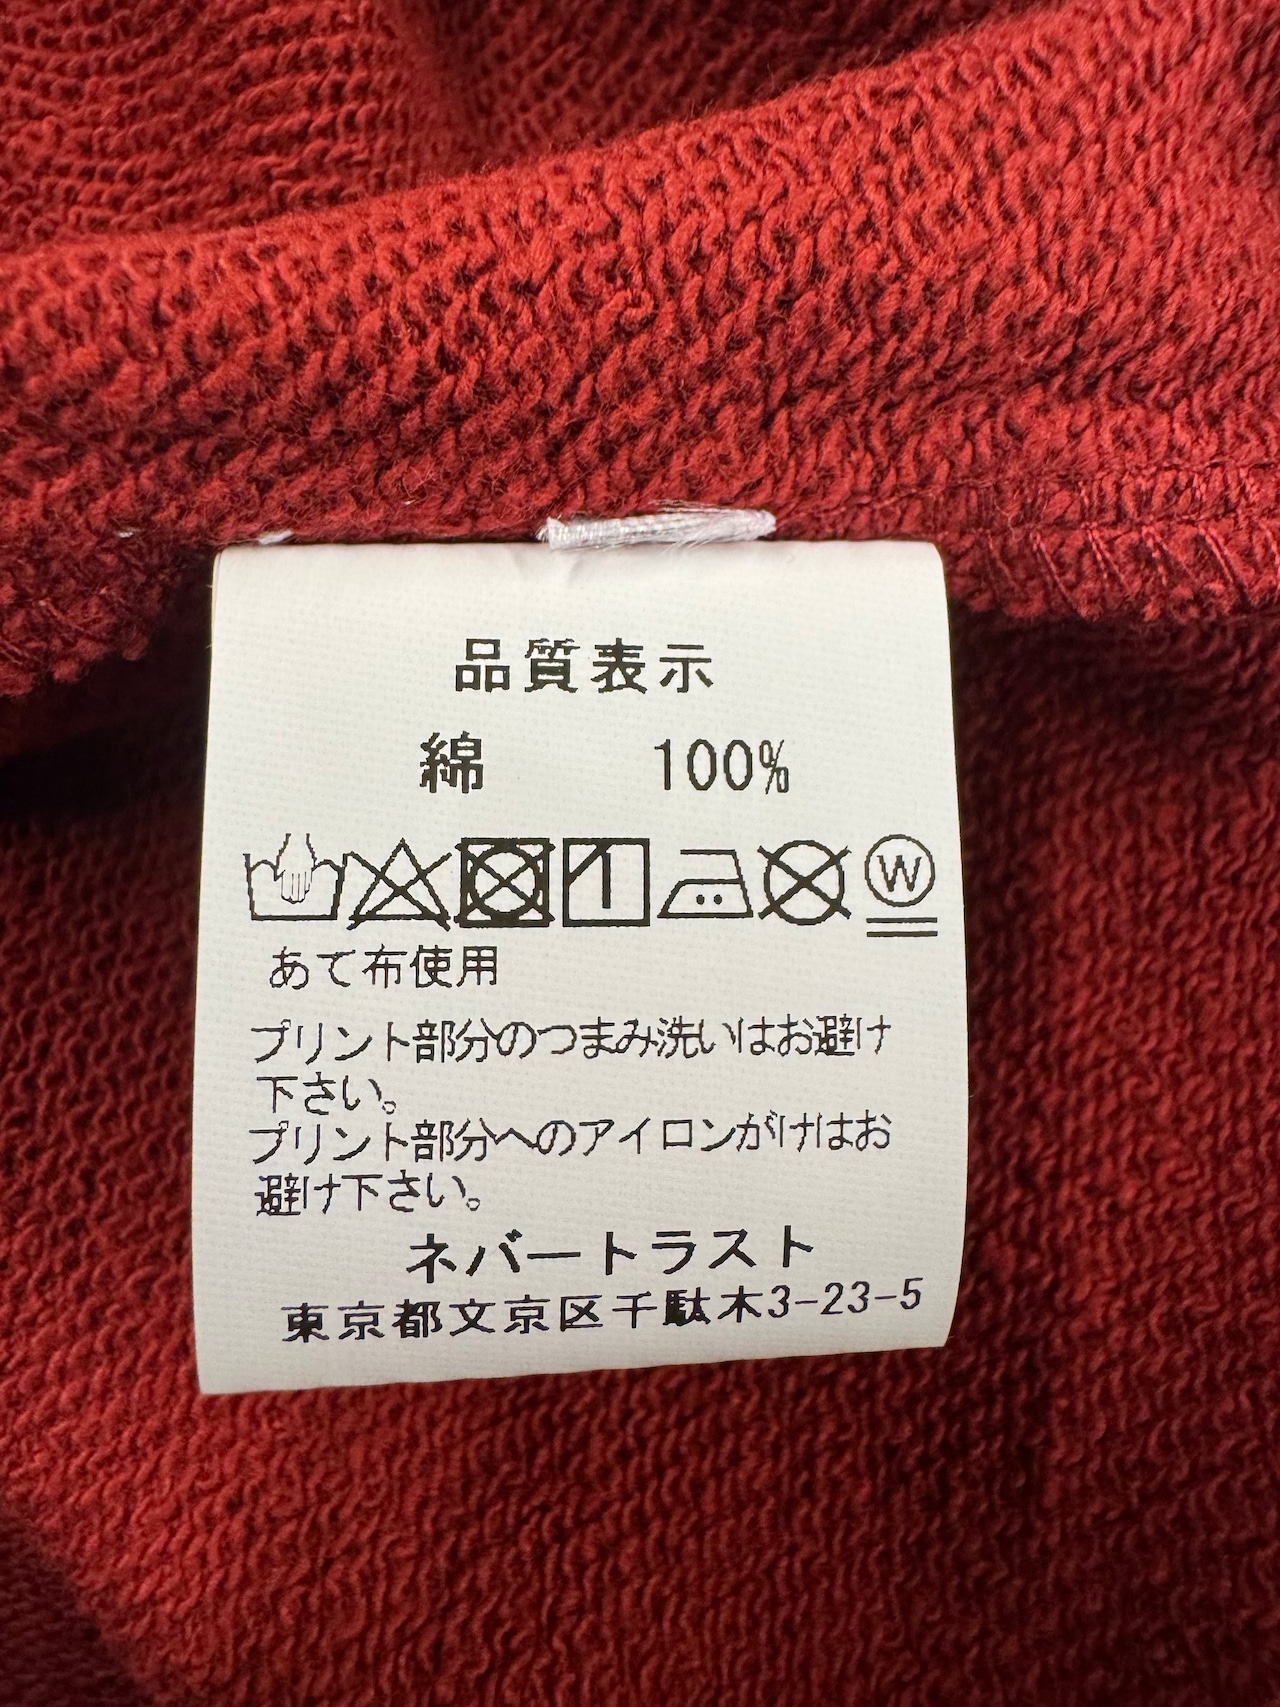 品質表示
綿 100%
W
あて布使用
プリント部分のつまみ洗いはお避け
下さい。
プリント部分へのアイロンがけはお
避け下さい。
ネバートラスト
東京都文京区千駄木3-23-5